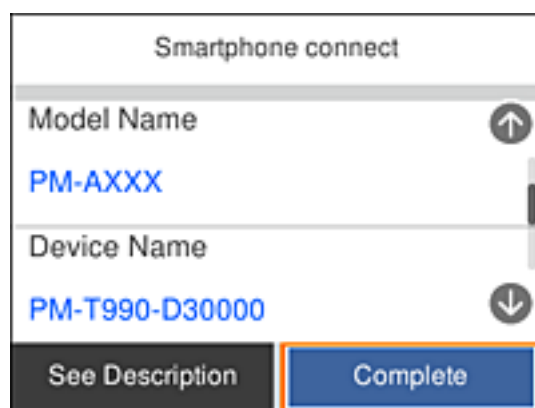 Smartphone connect
Model Name
PM-AXXX
Device Name
PM-T990-D30000
See Description
Complete